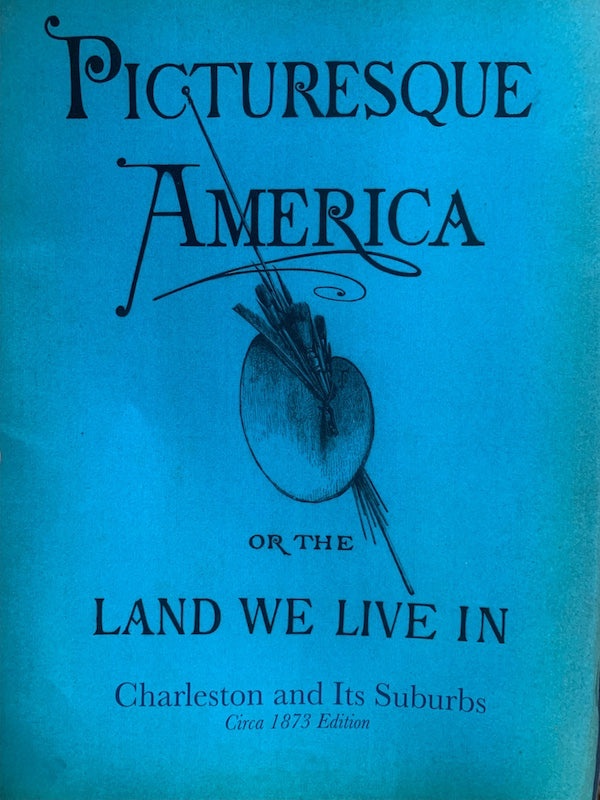 PICTURESQUE
AMERICA
OR THE
LAND WE LIVE IN
Charleston and Its Suburbs
Circa 1873 Edition